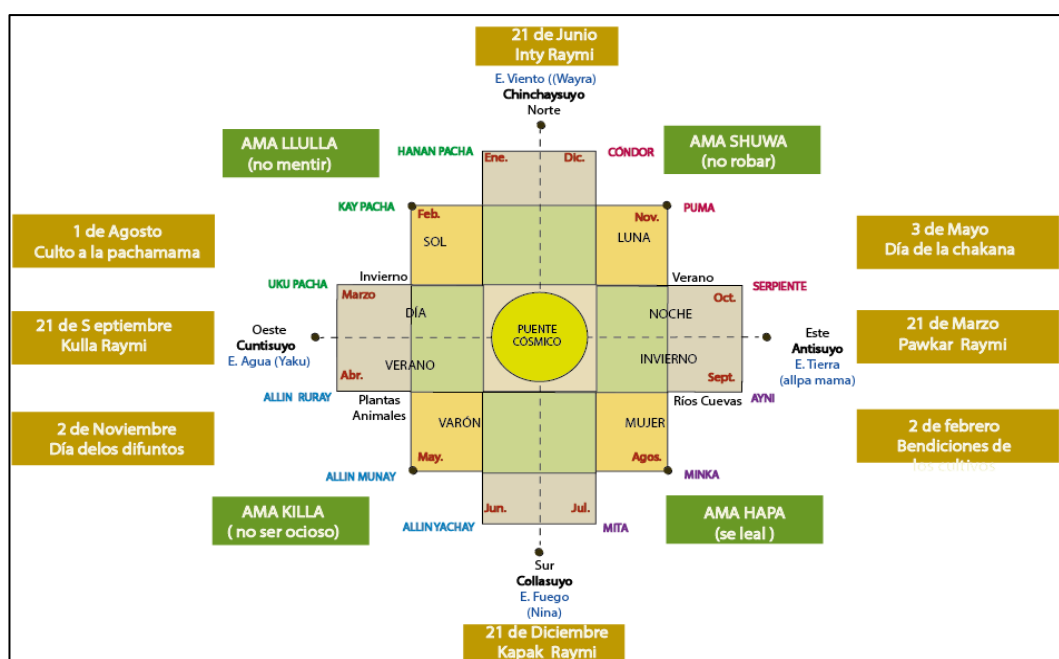 21 de Junio
Inty Raymi
E. Viento ((Wayra)
Chinchaysuyo
Norte
AMA LLULLA
(no mentir)
HANAN PACHA
Ene.
Dic.
CÓNDOR
AMA SHUWA
(no robar)
KAY PACHA
Feb.
Nov.
PUMA
1 de Agosto
Culto a la pachamama
SOL
LUNA
3 de Mayo
Día de la chakana
Invierno
Verano
UKU PACHA
Marzo
Oct.
SERPIENTE
21 de S eptiembre
Kulla Raymi
Oeste
Cuntisuyo
E. Agua (Yaku)
DÍA
VERANO
PUENTE
CÓSMICO
NOCHE
INVIERNO
Este
Antisuyo
E. Tierra
(allpa mama)
21 de Marzo
Pawkar Raymi
Abr.
Sept.
ALLIN RURAY
Plantas
Animales
Ríos Cuevas
AYNI
2 de Noviembre
Día delos difuntos
VARÓN
MUJER
2 de febrero
Bendiciones de
los cultivos
May.
Agos.
ALLIN MUNAY
MINKA
AMA KILLA
( no ser ocioso)
ALLIN YACHAY
Jun.
Jul.
MITA
AMA HAPA
(se leal )
Sur
Collasuyo
E. Fuego
(Nina)
21 de Diciembre
Kapak Raymi